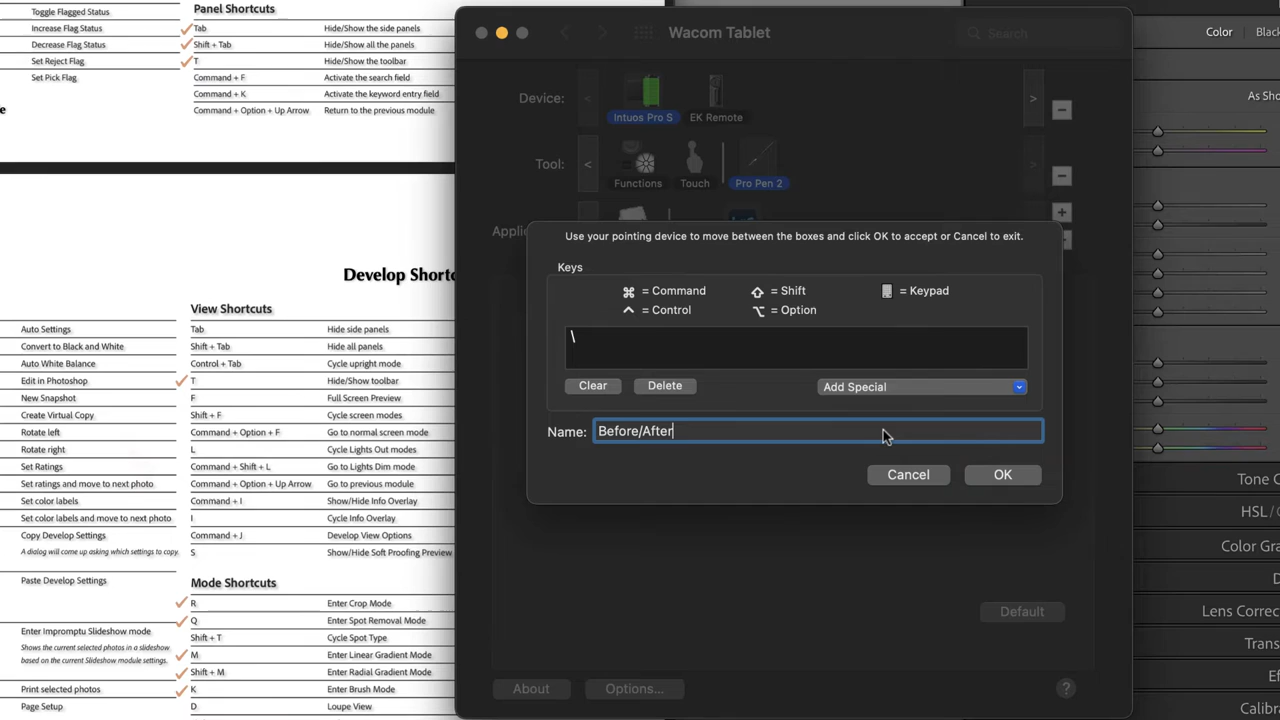 Toggle Flagged Status
Increase Flag Status
Decrease Flag Status
Set Reject Flag
Set Pick Flag
Panel Shortcuts
Tab Hide/Show the side panels
Shift + Tab Hide/Show all the panels
T Hide/Show the toolbar
Command + F Activate the search field
Command + K Activate the keyword entry field
Command + Option + Up Arrow Return to the previous module
Develop Shortc
View Shortcuts
Auto Settings
Convert to Black and White
Auto White Balance
Edit in Photoshop
New Snapshot
Create Virtual Copy
Rotate left
Rotate right
Set Ratings
Set ratings and move to next photo
Set color labels
Set color labels and move to next photo
Copy Develop Settings
A dialog will come up asking which settings to copy.
Paste Develop Settings
Enter Impromptu Slideshow mode
Shows the current selected photos in a slideshow
based on the current Slideshow module settings.
Print selected photos
Page Setup
Tab Hide side panels
Shift + Tab Hide all panels
Control + Tab Cycle upright mode
T Hide/Show toolbar
F Full Screen Preview
Shift + F Cycle screen modes
Command + Option + F Go to normal screen mode
L Cycle Lights Out modes
Command + Shift + L Go to Lights Dim mode
Command + Option + Up Arrow Go to previous module
Command + I Show/Hide Info Overlay
I Cycle Info Overlay
Command + J Develop View Options
S Show/Hide Soft Proofing Preview
Mode Shortcuts
R Enter Crop Mode
Q Enter Spot Removal Mode
Shift + T Cycle Spot Type
M Enter Linear Gradient Mode
Shift + M Enter Radial Gradient Mode
K Enter Brush Mode
D Loupe View
Wacom Tablet
Search
Device:
Intuos Pro S EK Remote
Tool:
Functions Touch Pro Pen 2
Applic
Use your pointing device to move between the boxes and click OK to accept or Cancel to exit.
Keys
⌘ = Command ⇧ = Shift = Keypad
^ = Control ⌥ = Option
\
Clear Delete Add Special
Name: Before/After
Cancel OK
Default
About Options... ?
Color Black
As Sho
Tone C
HSL / C
Color Gra
D
Lens Correc
Trans
Ef
Calibra